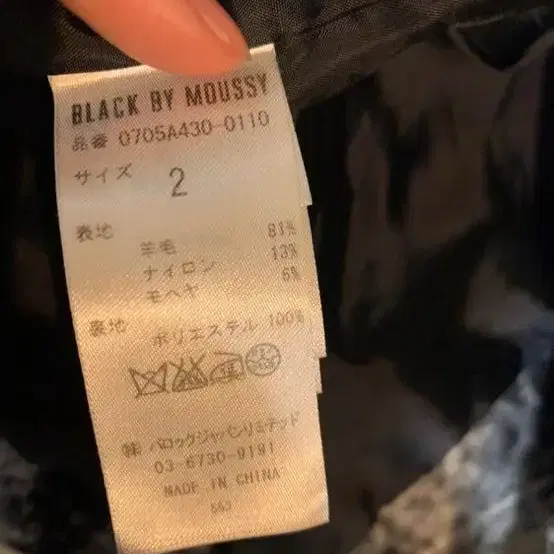 BLACK BY MOUSSY
品番 0705A430-0110
サイズ 2
表地
羊毛 81%
ナイロン 13%
モヘヤ 6%
裏地
ポリエステル 100%
㈱バロックジャパンリミテッド
03-6730-9191
MADE IN CHINA